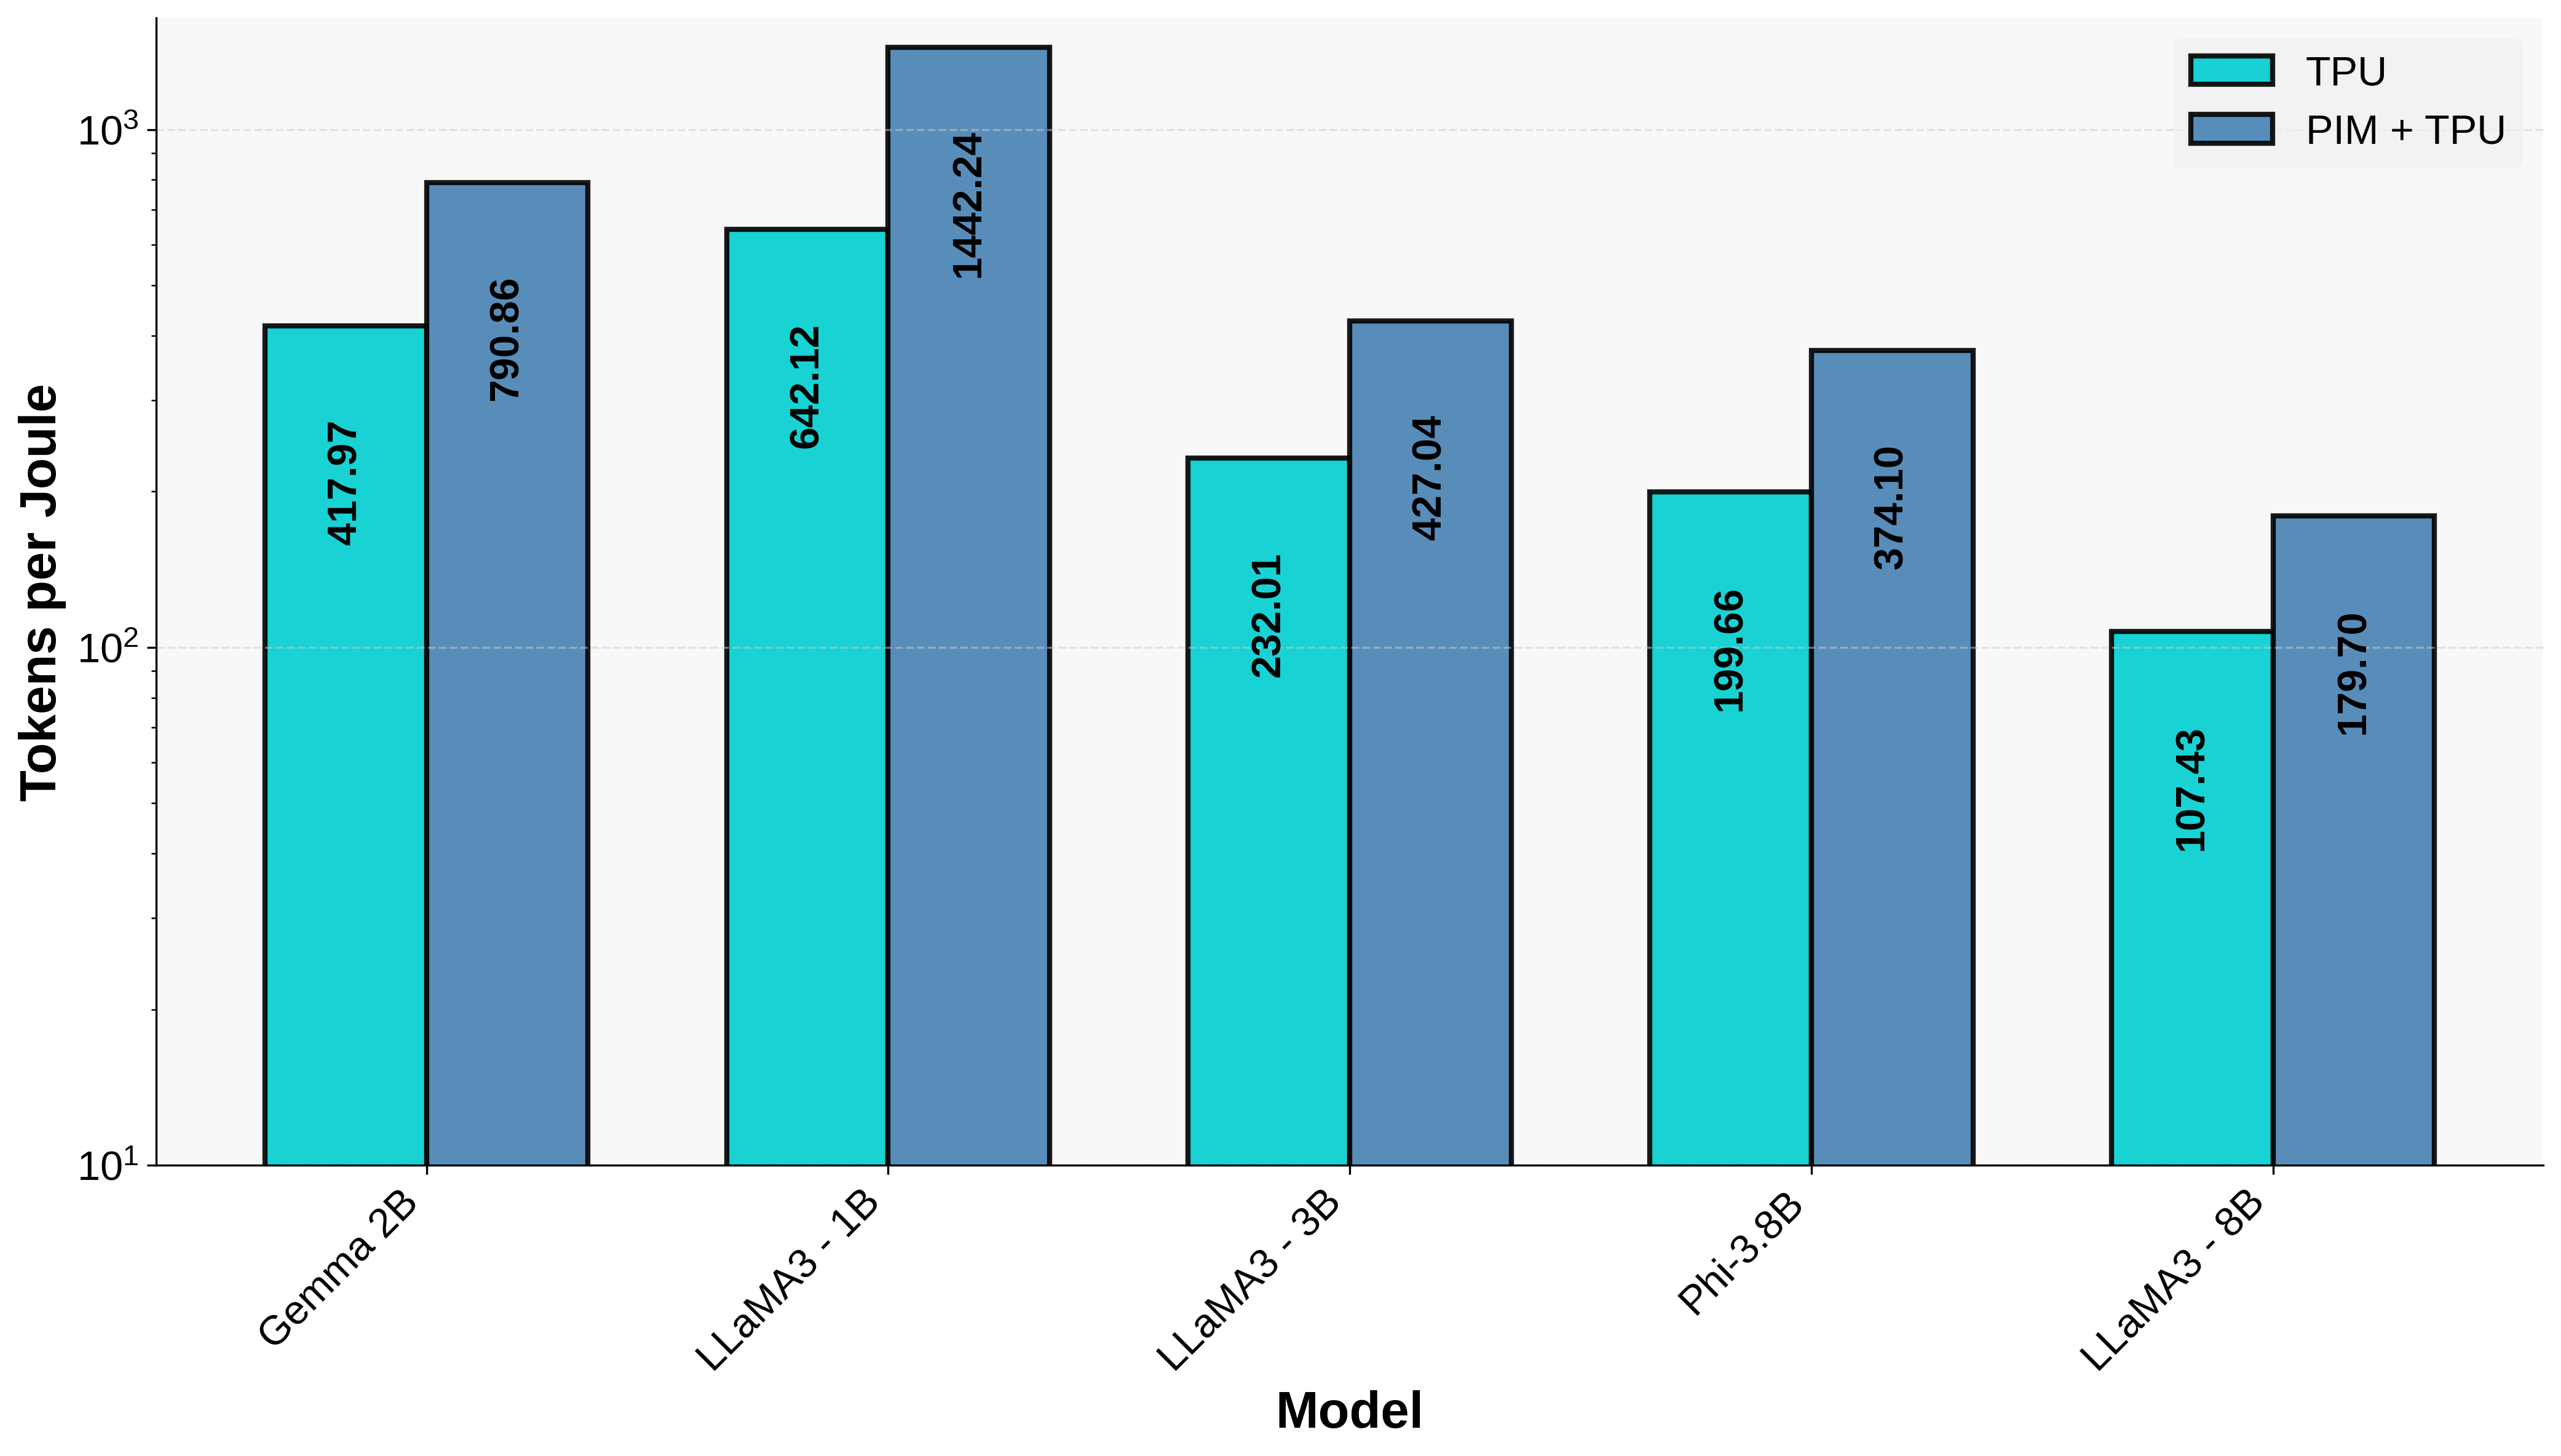 TPU
PIM + TPU
Tokens per Joule
10³
10²
10¹
417.97
790.86
642.12
1442.24
232.01
427.04
199.66
374.10
107.43
179.70
Gemma 2B
LLaMA3 - 1B
LLaMA3 - 3B
Phi-3.8B
LLaMA3 - 8B
Model